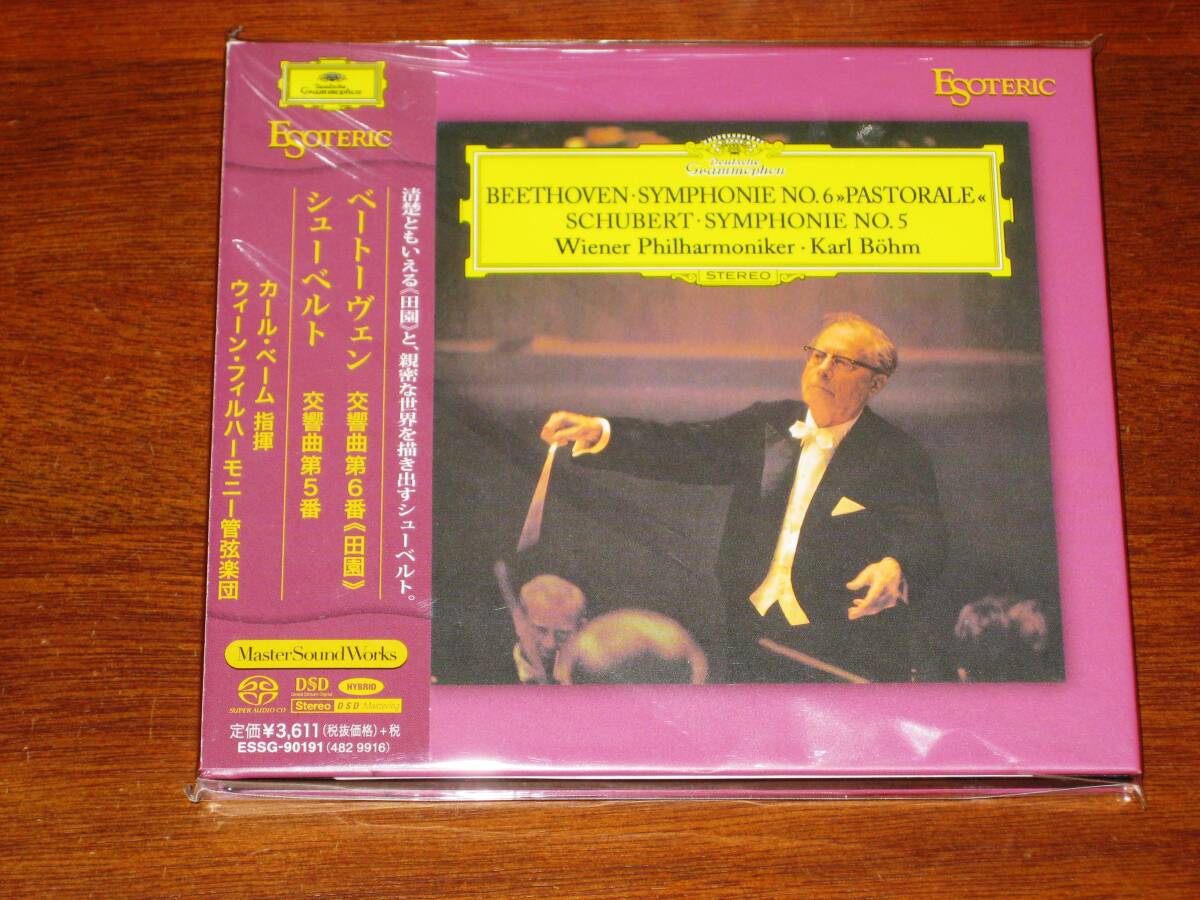 Deutsche
Grammophon
ESOTERIC
清楚ともいえる《田園》と、親密な世界を描き出すシューベルト。
ベートーヴェン 交響曲第6番《田園》
シューベルト 交響曲第5番
カール・ベーム 指揮
ウィーン・フィルハーモニー管弦楽団
MasterSoundWorks
SUPER AUDIO CD
DSD
Direct Stream Digital
HYBRID
Stereo
DSD Mastering
定価¥3,611(税抜価格)+税
ESSG-90191(482 9916)
ESOTERIC
Deutsche
Grammophon
BEETHOVEN·SYMPHONIE NO.6»PASTORALE«
SCHUBERT·SYMPHONIE NO.5
Wiener Philharmoniker·Karl Böhm
STEREO